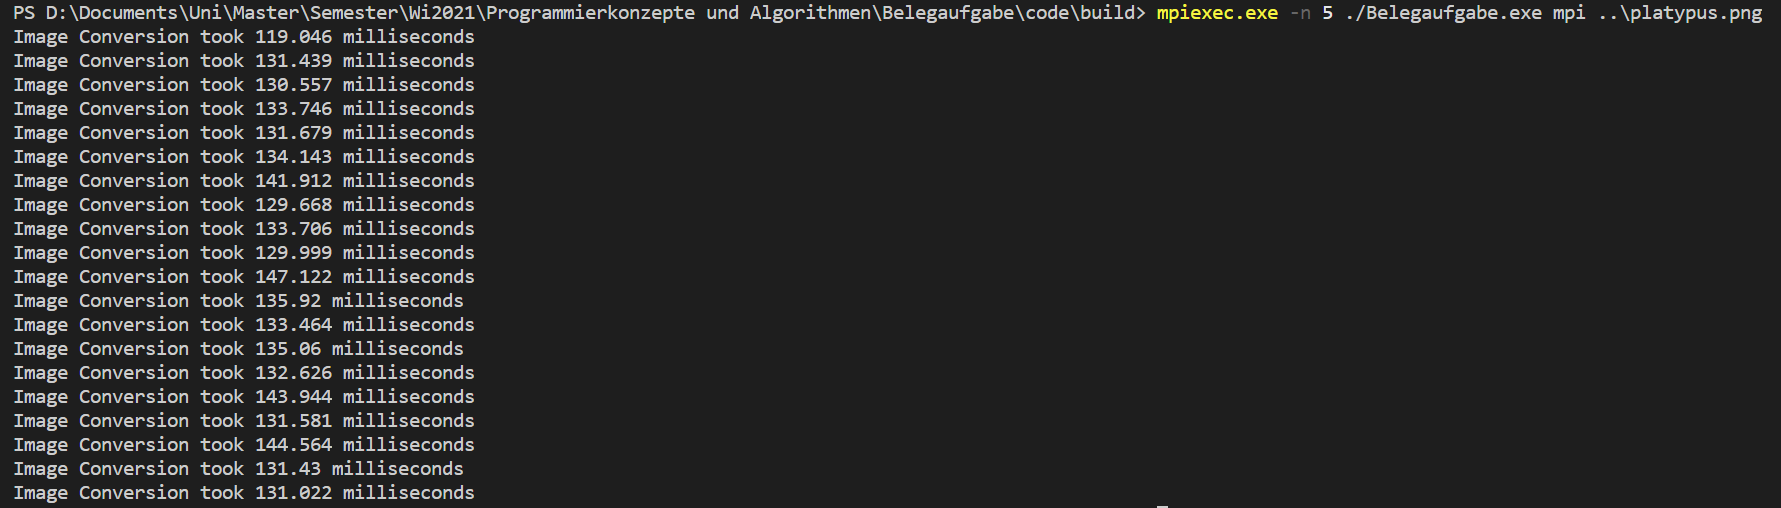 PS D:\Documents\Uni\Master\Semester\Wi2021\Programmierkonzepte und Algorithmen\Belegaufgabe\code\build> mpiexec.exe -n 5 ./Belegaufgabe.exe mpi ..\platypus.png
Image Conversion took 119.046 milliseconds
Image Conversion took 131.439 milliseconds
Image Conversion took 130.557 milliseconds
Image Conversion took 133.746 milliseconds
Image Conversion took 131.679 milliseconds
Image Conversion took 134.143 milliseconds
Image Conversion took 141.912 milliseconds
Image Conversion took 129.668 milliseconds
Image Conversion took 133.706 milliseconds
Image Conversion took 129.999 milliseconds
Image Conversion took 147.122 milliseconds
Image Conversion took 135.92 milliseconds
Image Conversion took 133.464 milliseconds
Image Conversion took 135.06 milliseconds
Image Conversion took 132.626 milliseconds
Image Conversion took 143.944 milliseconds
Image Conversion took 131.581 milliseconds
Image Conversion took 144.564 milliseconds
Image Conversion took 131.43 milliseconds
Image Conversion took 131.022 milliseconds